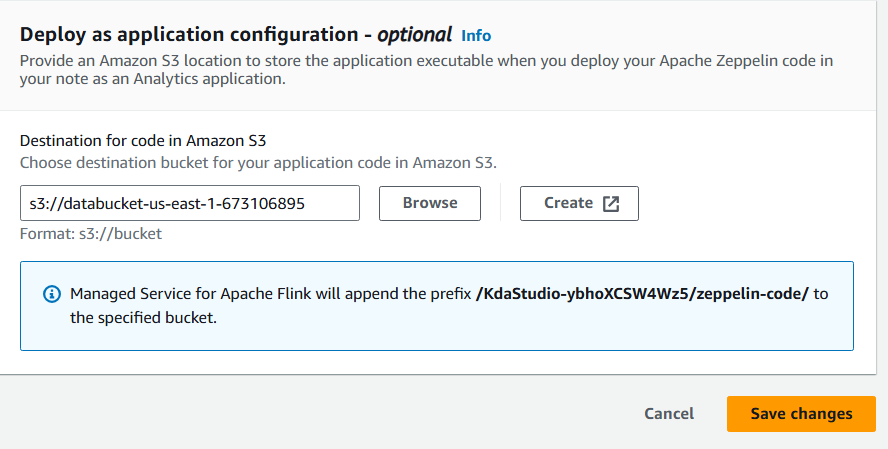 Deploy as application configuration - optional Info
Provide an Amazon S3 location to store the application executable when you deploy your Apache Zeppelin code in
your note as an Analytics application.
Destination for code in Amazon S3
Choose destination bucket for your application code in Amazon S3.
s3://databucket-us-east-1-673106895 Browse Create
Format: s3://bucket
Managed Service for Apache Flink will append the prefix /KdaStudio-ybhoXCSW4Wz5/zeppelin-code/ to
the specified bucket.
Cancel Save changes